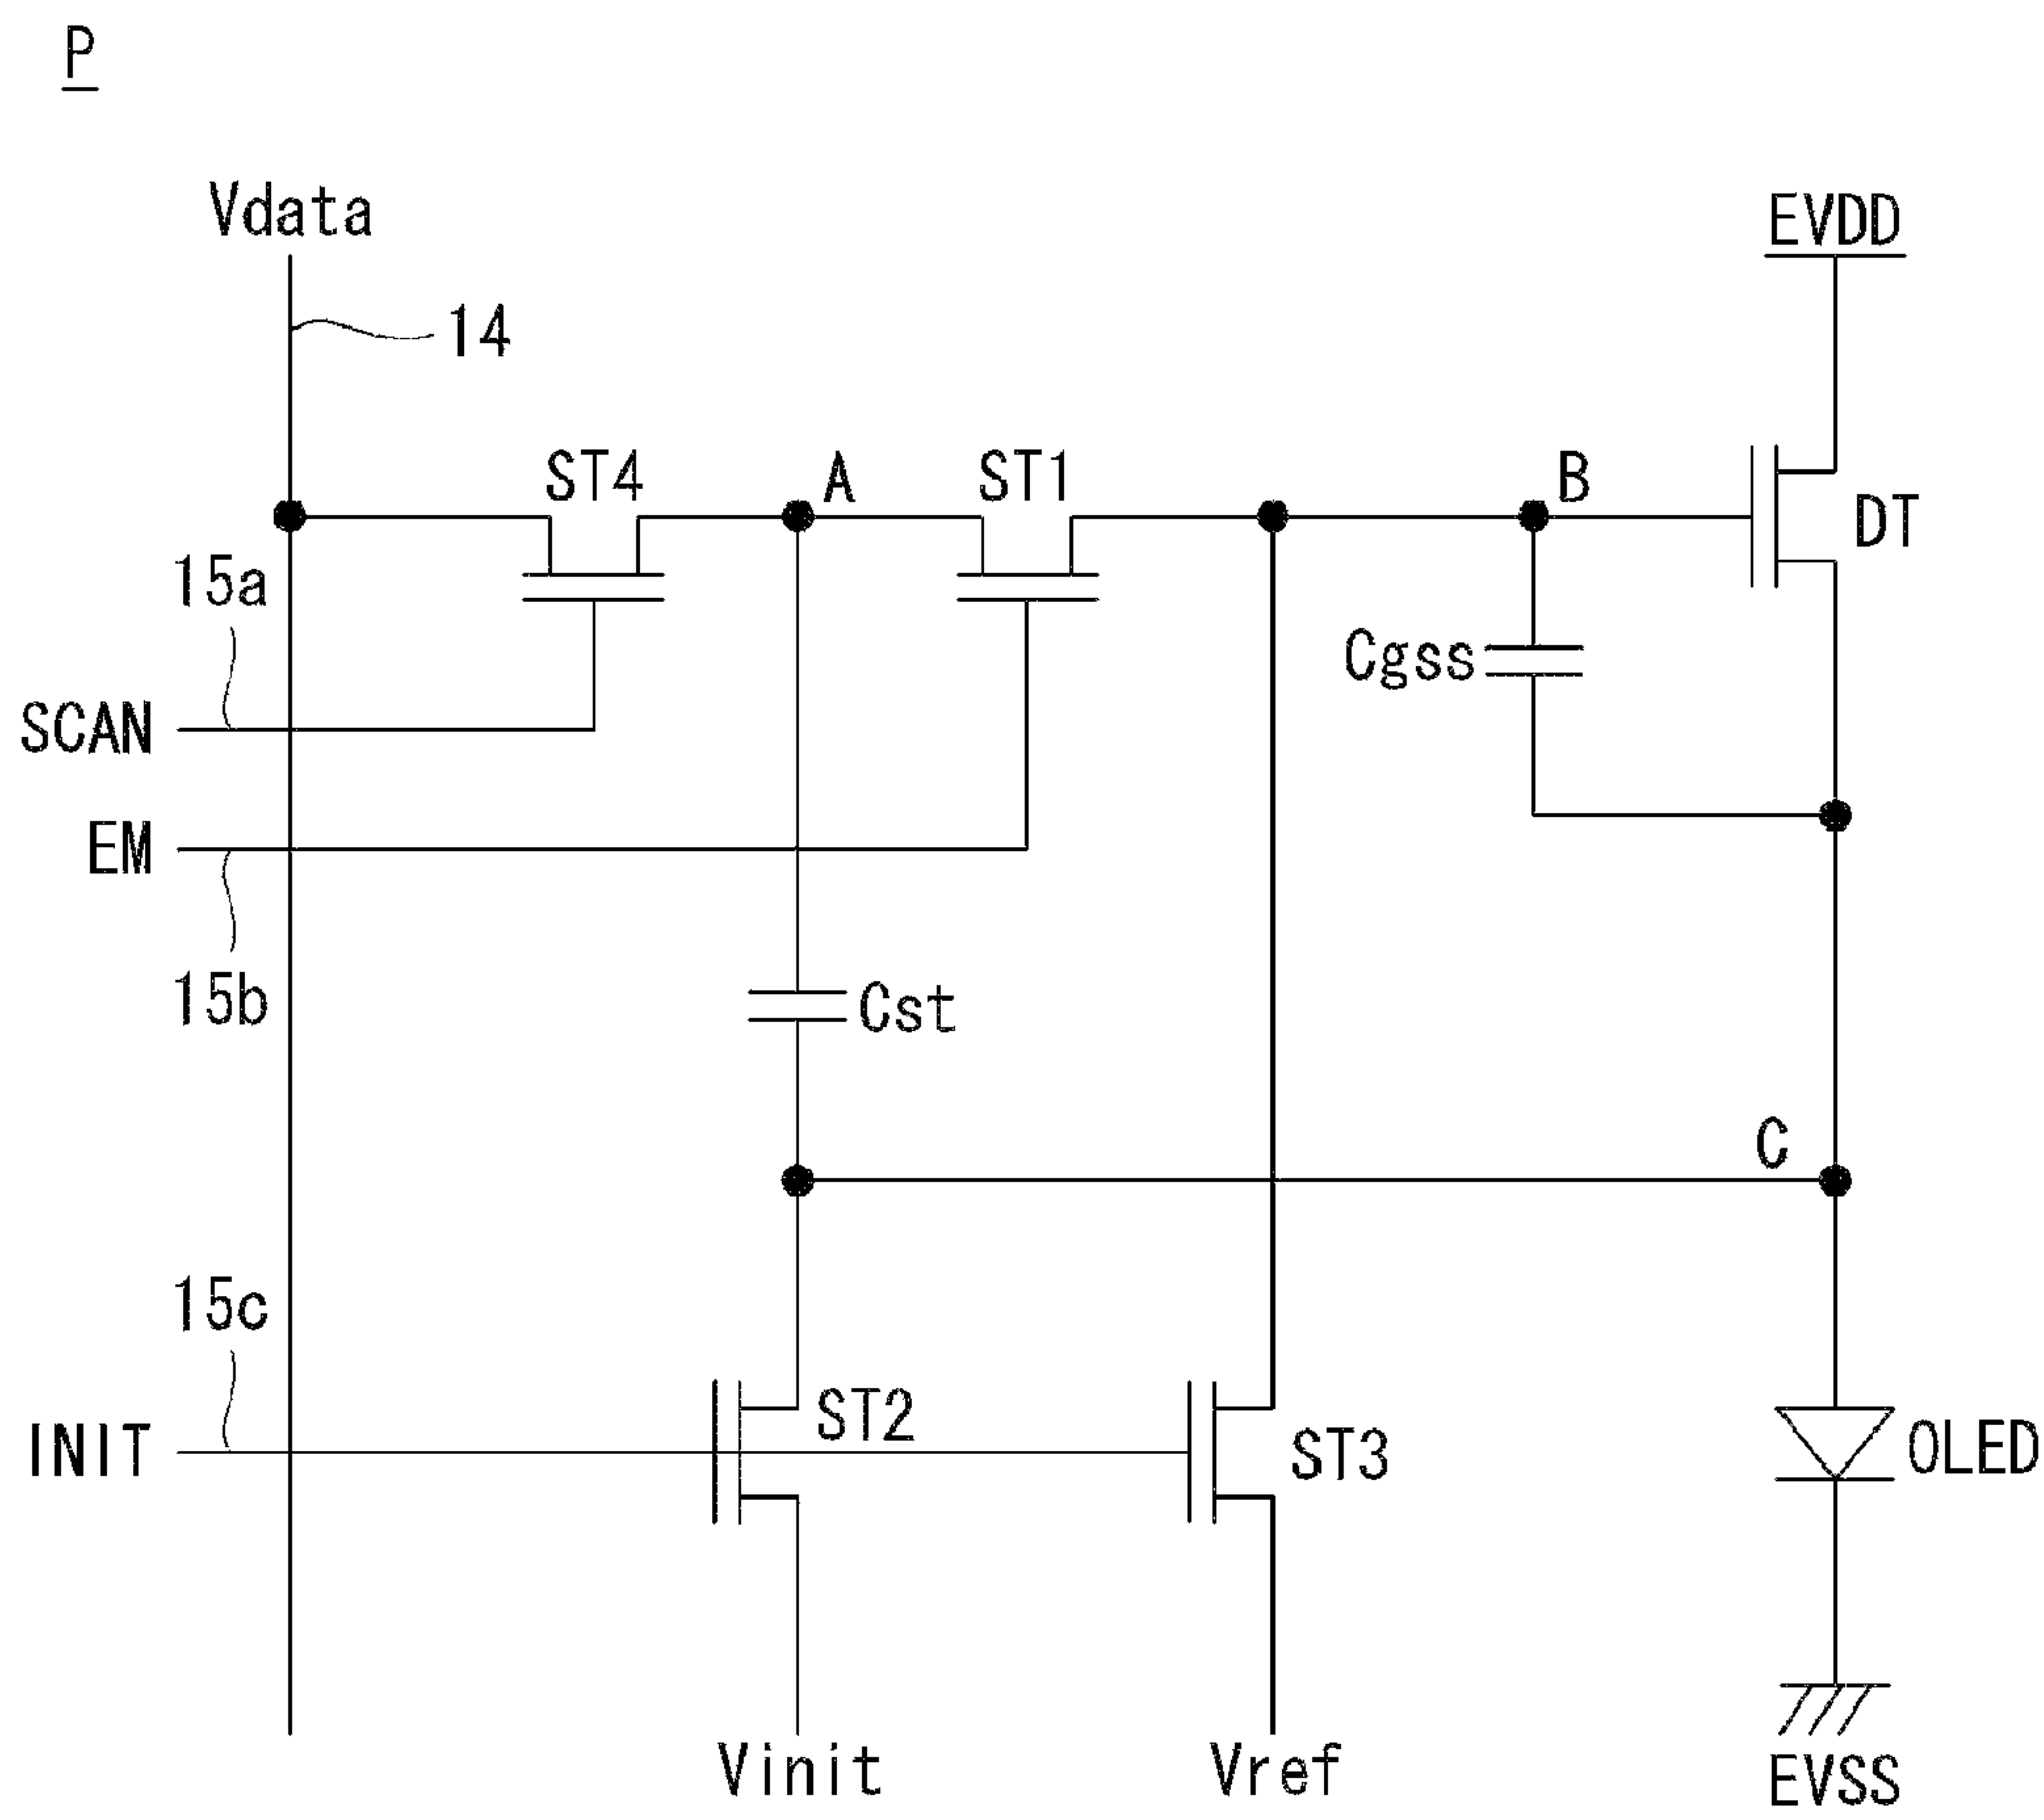 P
Vdata
EVDD
14
ST4
A
ST1
B
DT
15a
Cgss
SCAN
EM
15b
Cst
C
15c
ST2
INIT
ST3
OLED
Vinit
Vref
EVSS